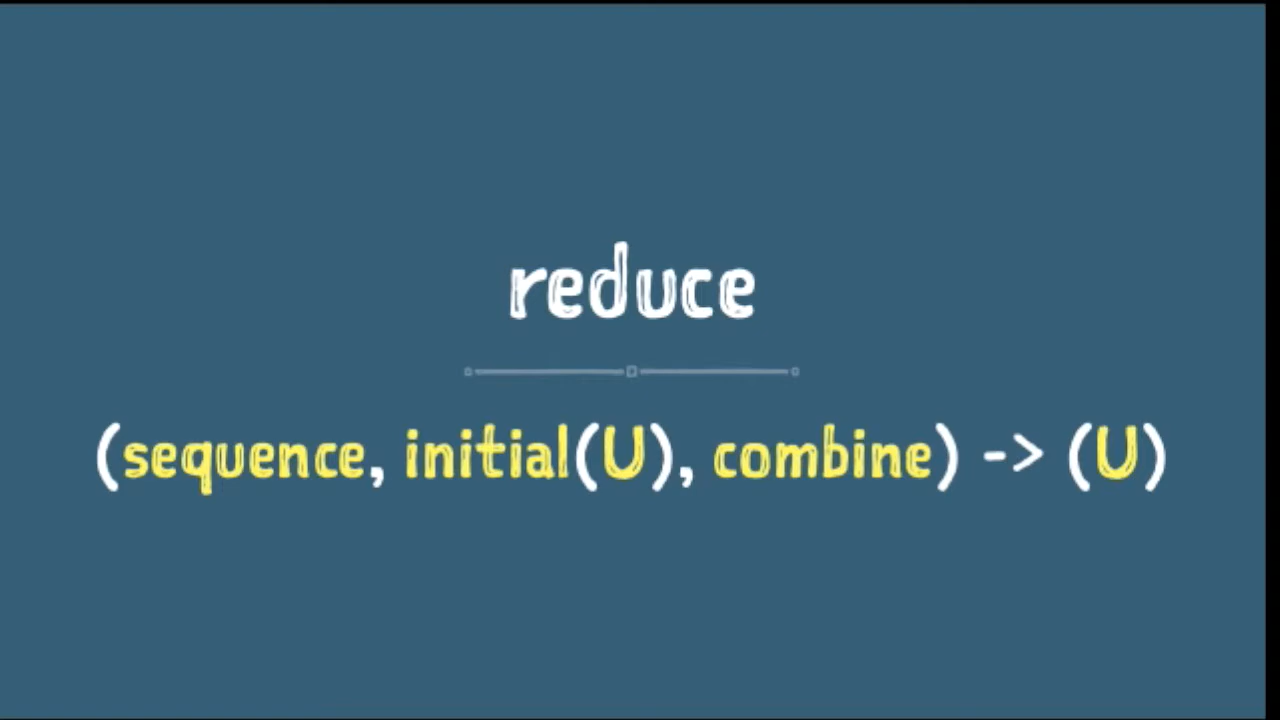 reduce
(sequence, initial(U), combine) -> (U)